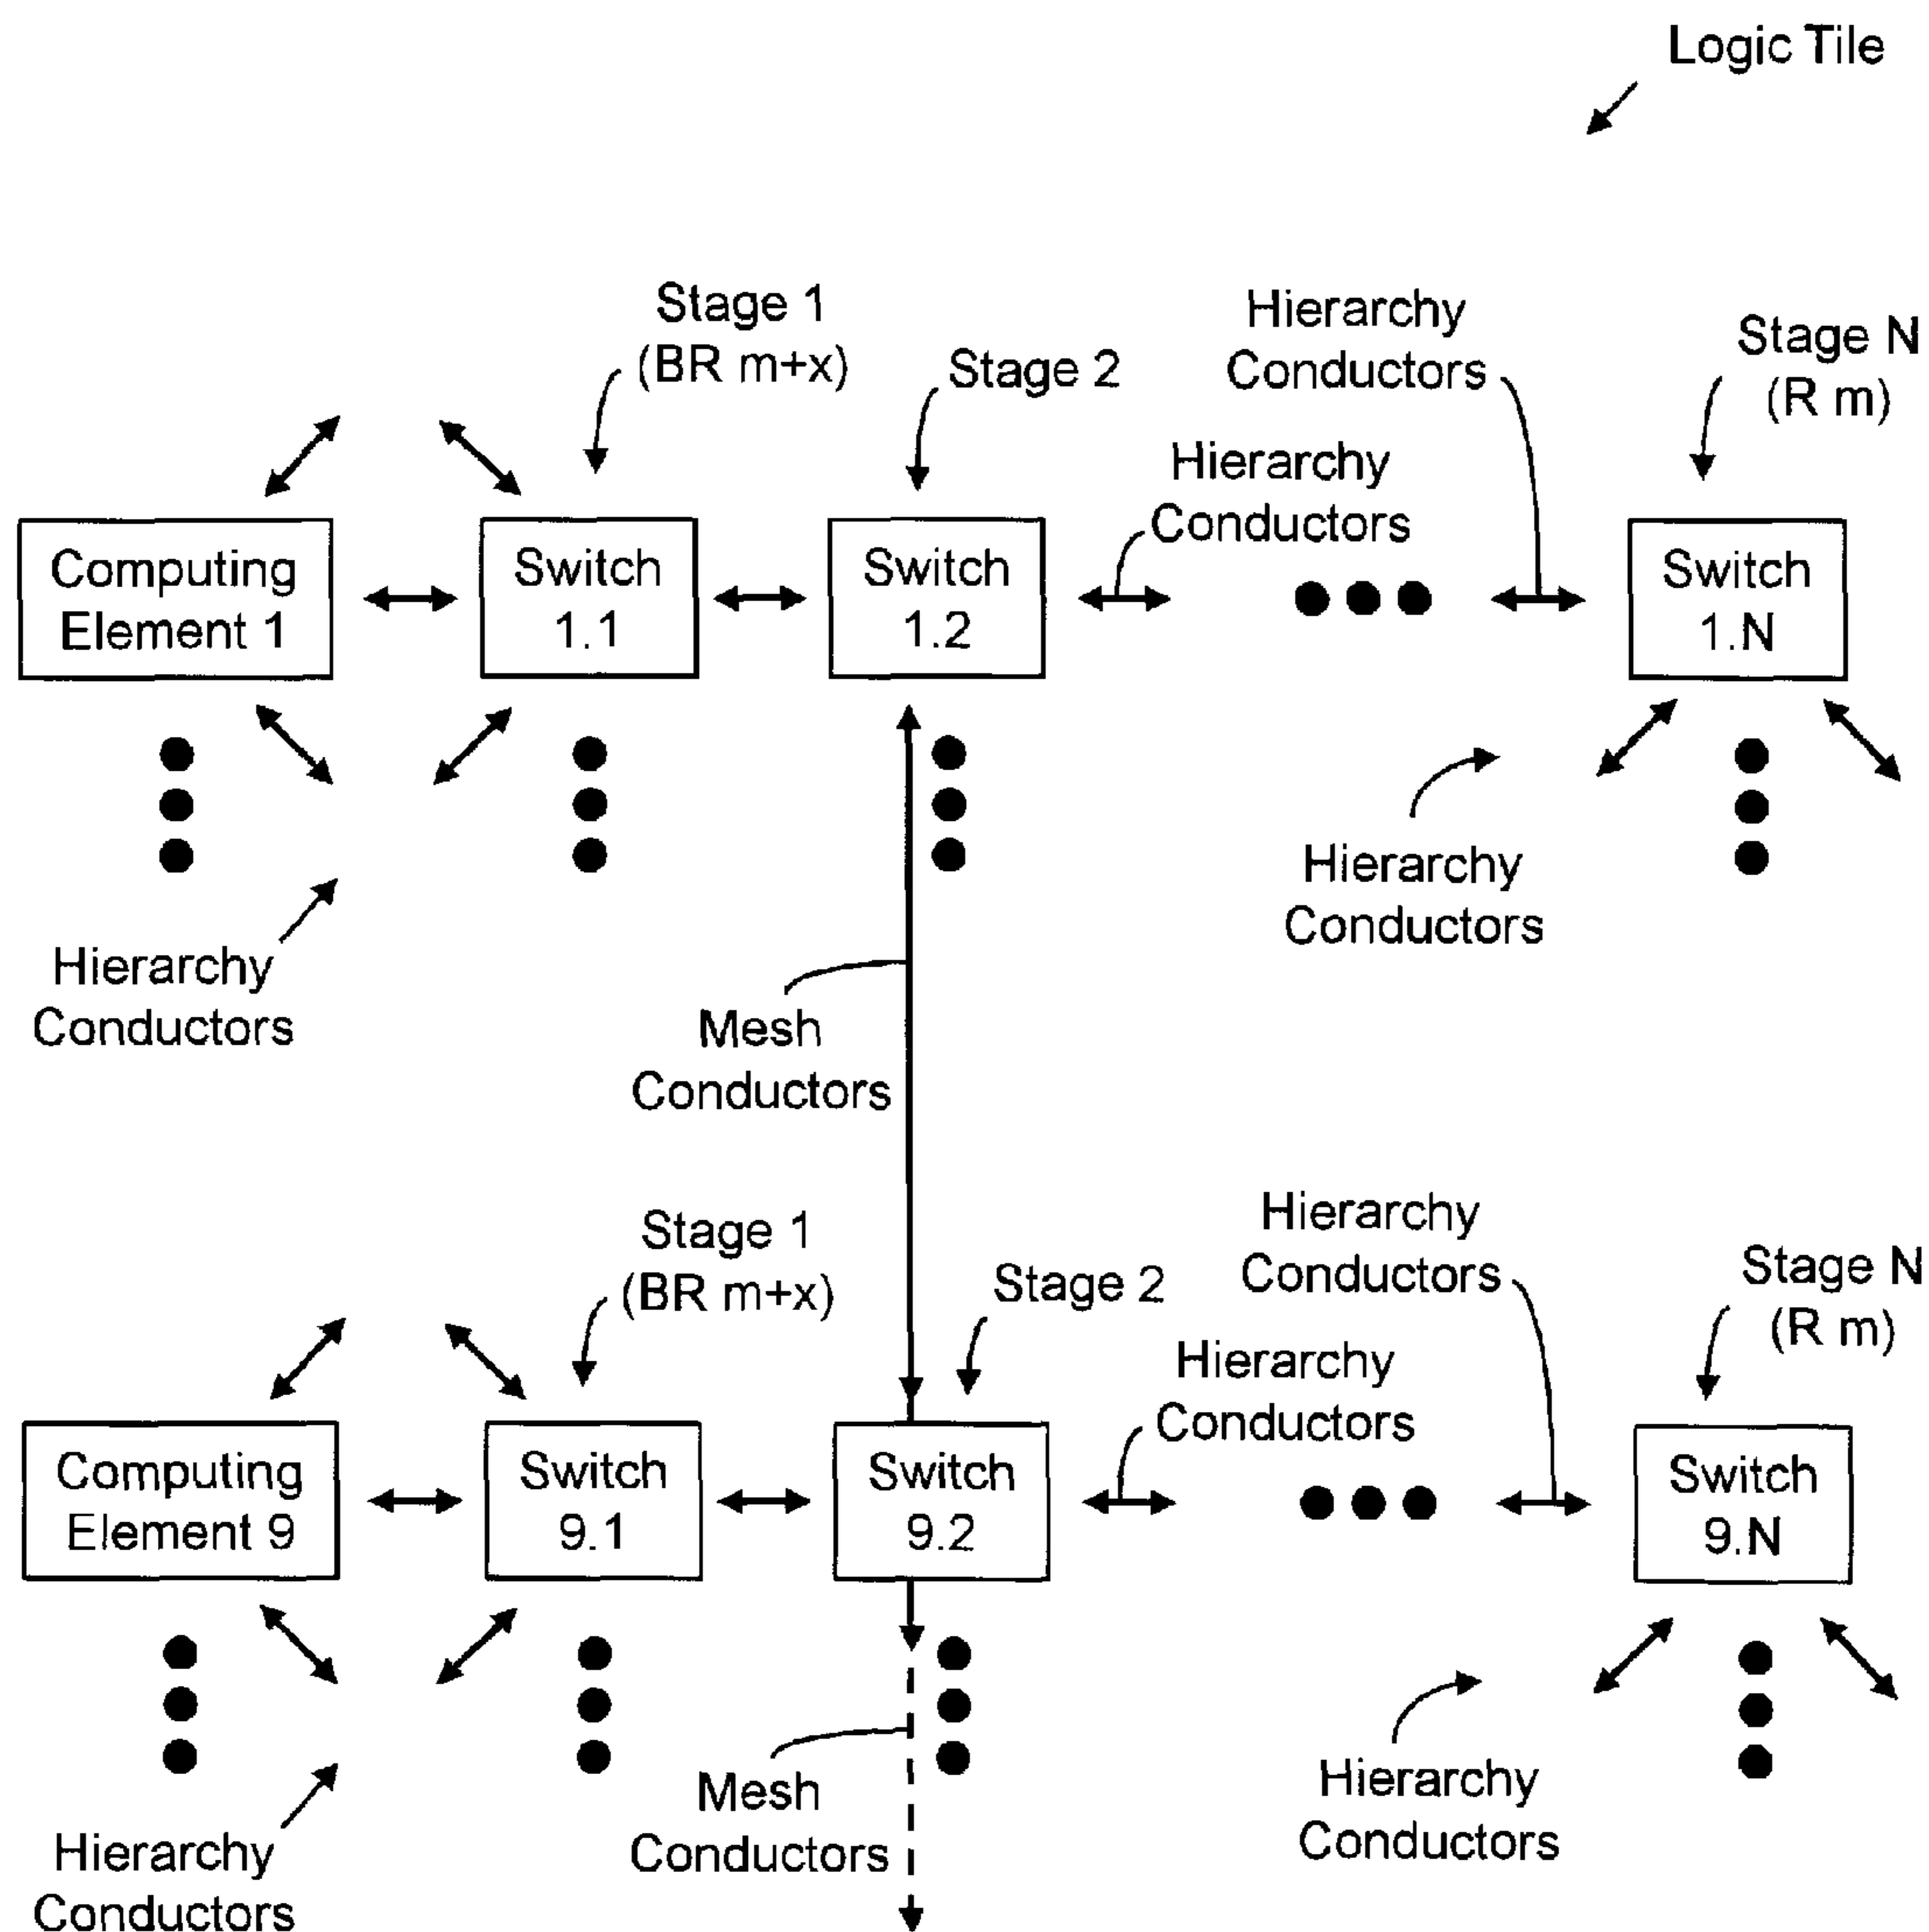 Logic Tile
Stage 1
(BR m+x)
Stage 2
Hierarchy
Conductors
Stage N
(R m)
Hierarchy
Conductors
Computing
Element 1
Switch
1.1
Switch
1.2
Switch
1.N
Hierarchy
Conductors
Hierarchy
Conductors
Mesh
Conductors
Stage 1
(BR m+x)
Stage 2
Hierarchy
Conductors
Stage N
(R m)
Hierarchy
Conductors
Computing
Element 9
Switch
9.1
Switch
9.2
Switch
9.N
Mesh
Conductors
Hierarchy
Conductors
Hierarchy
Conductors